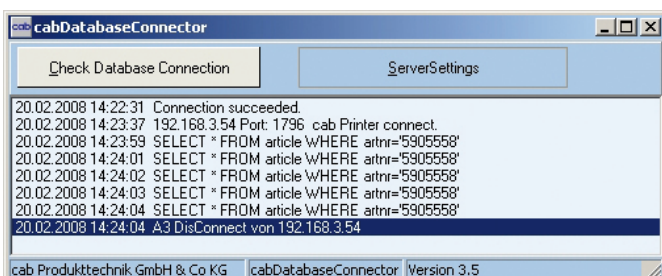 cab cabDatabaseConnector
Check Database Connection
ServerSettings
20.02.2008 14:22:31 Connection succeeded.
20.02.2008 14:23:37 192.168.3.54 Port: 1796 cab Printer connect.
20.02.2008 14:23:59 SELECT * FROM article WHERE artnr='5905558'
20.02.2008 14:24:01 SELECT * FROM article WHERE artnr='5905558'
20.02.2008 14:24:02 SELECT * FROM article WHERE artnr='5905558'
20.02.2008 14:24:03 SELECT * FROM article WHERE artnr='5905558'
20.02.2008 14:24:04 SELECT * FROM article WHERE artnr='5905558'
20.02.2008 14:24:04 A3 DisConnect von 192.168.3.54
cab Produkttechnik GmbH & Co KG cabDatabaseConnector Version 3.5